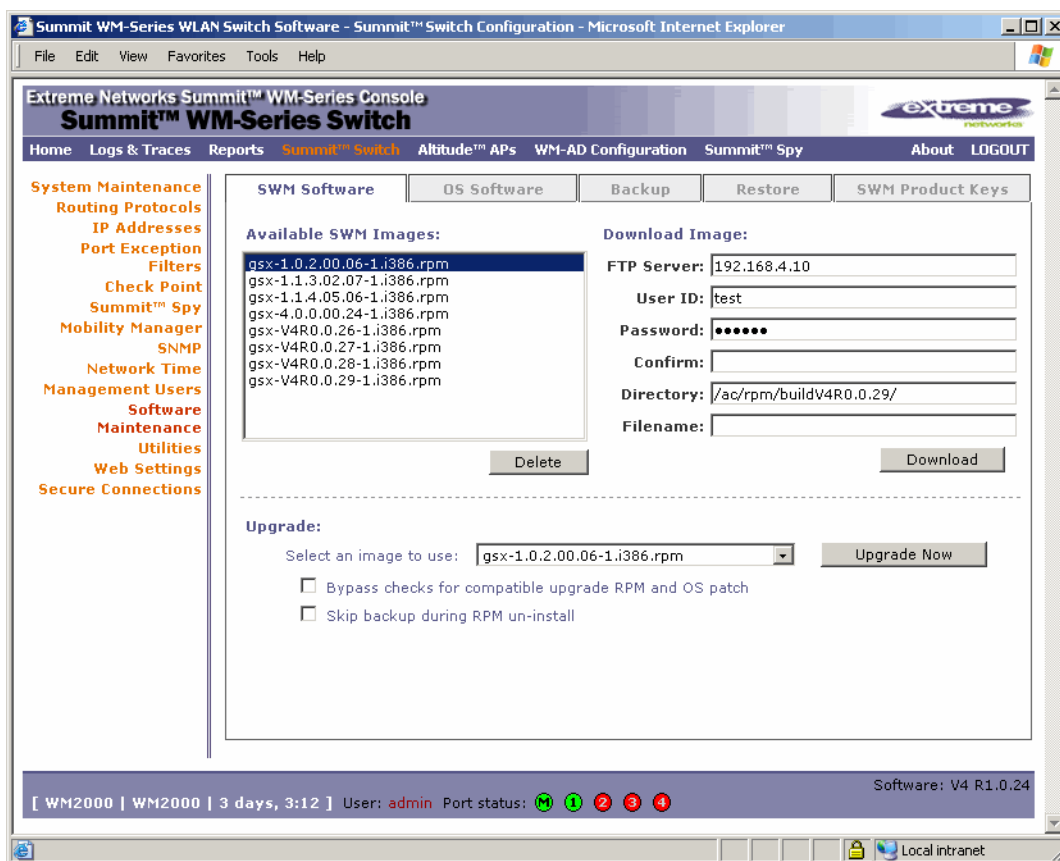 Summit WM-Series WLAN Switch Software - Summit™ Switch Configuration - Microsoft Internet Explorer
File Edit View Favorites Tools Help
Extreme Networks Summit™ WM-Series Console
Summit™ WM-Series Switch
extreme
networks
Home Logs & Traces Reports Summit™ Switch Altitude™ APs WM-AD Configuration Summit™ Spy About LOGOUT
System Maintenance
Routing Protocols
IP Addresses
Port Exception
Filters
Check Point
Summit™ Spy
Mobility Manager
SNMP
Network Time
Management Users
Software
Maintenance
Utilities
Web Settings
Secure Connections
SWM Software OS Software Backup Restore SWM Product Keys
Available SWM Images:
gsx-1.0.2.00.06-1.i386.rpm
gsx-1.1.3.02.07-1.i386.rpm
gsx-1.1.4.05.06-1.i386.rpm
gsx-4.0.0.00.24-1.i386.rpm
gsx-V4R0.0.26-1.i386.rpm
gsx-V4R0.0.27-1.i386.rpm
gsx-V4R0.0.28-1.i386.rpm
gsx-V4R0.0.29-1.i386.rpm
Delete
Download Image:
FTP Server: 192.168.4.10
User ID: test
Password: ●●●●●●
Confirm:
Directory: /ac/rpm/buildV4R0.0.29/
Filename:
Download
Upgrade:
Select an image to use: gsx-1.0.2.00.06-1.i386.rpm Upgrade Now
Bypass checks for compatible upgrade RPM and OS patch
Skip backup during RPM un-install
Software: V4 R1.0.24
[ WM2000 | WM2000 | 3 days, 3:12 ] User: admin Port status: M 1 2 3 4
Local intranet